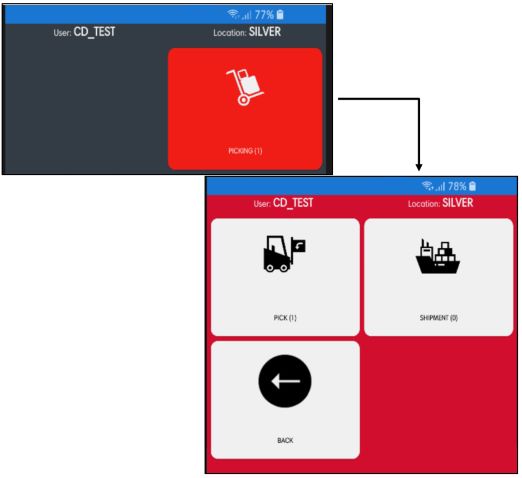 77%
User: CD_TEST Location: SILVER
PICKING (1)
78%
User: CD_TEST Location: SILVER
PICK (1) SHIPMENT (0)
BACK